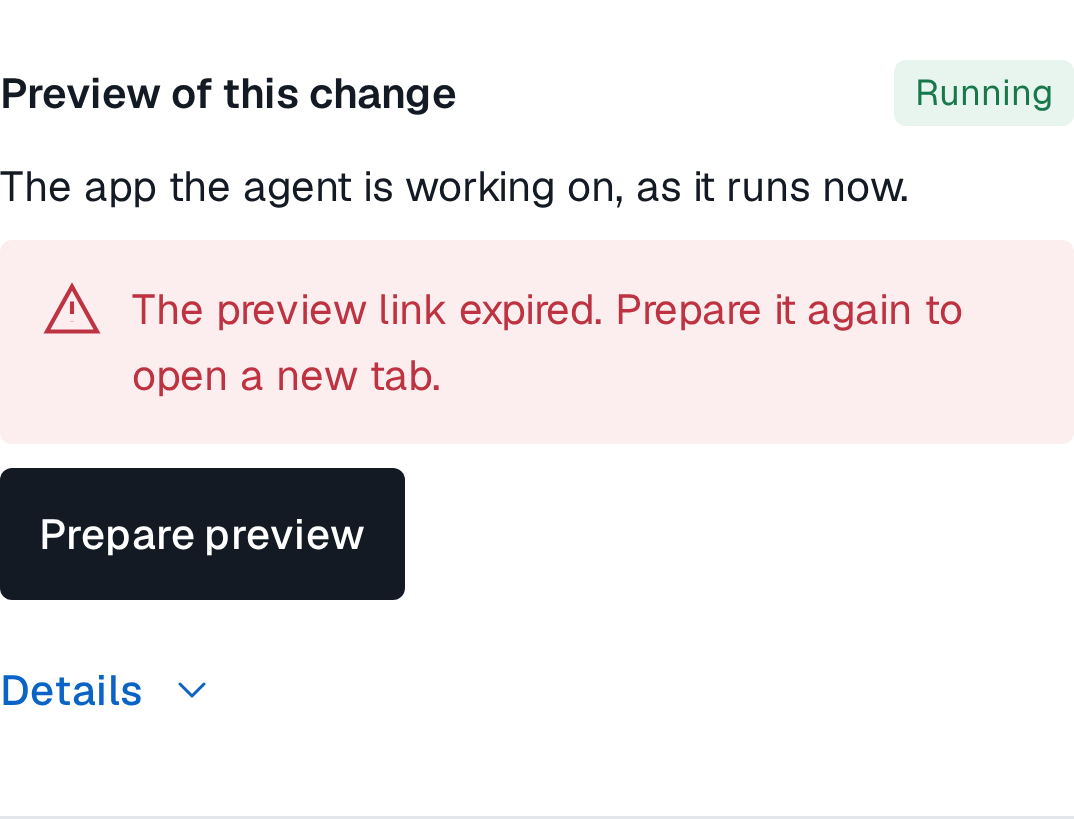 Preview of this change
Running
The app the agent is working on, as it runs now.
The preview link expired. Prepare it again to
open a new tab.
Prepare preview
Details